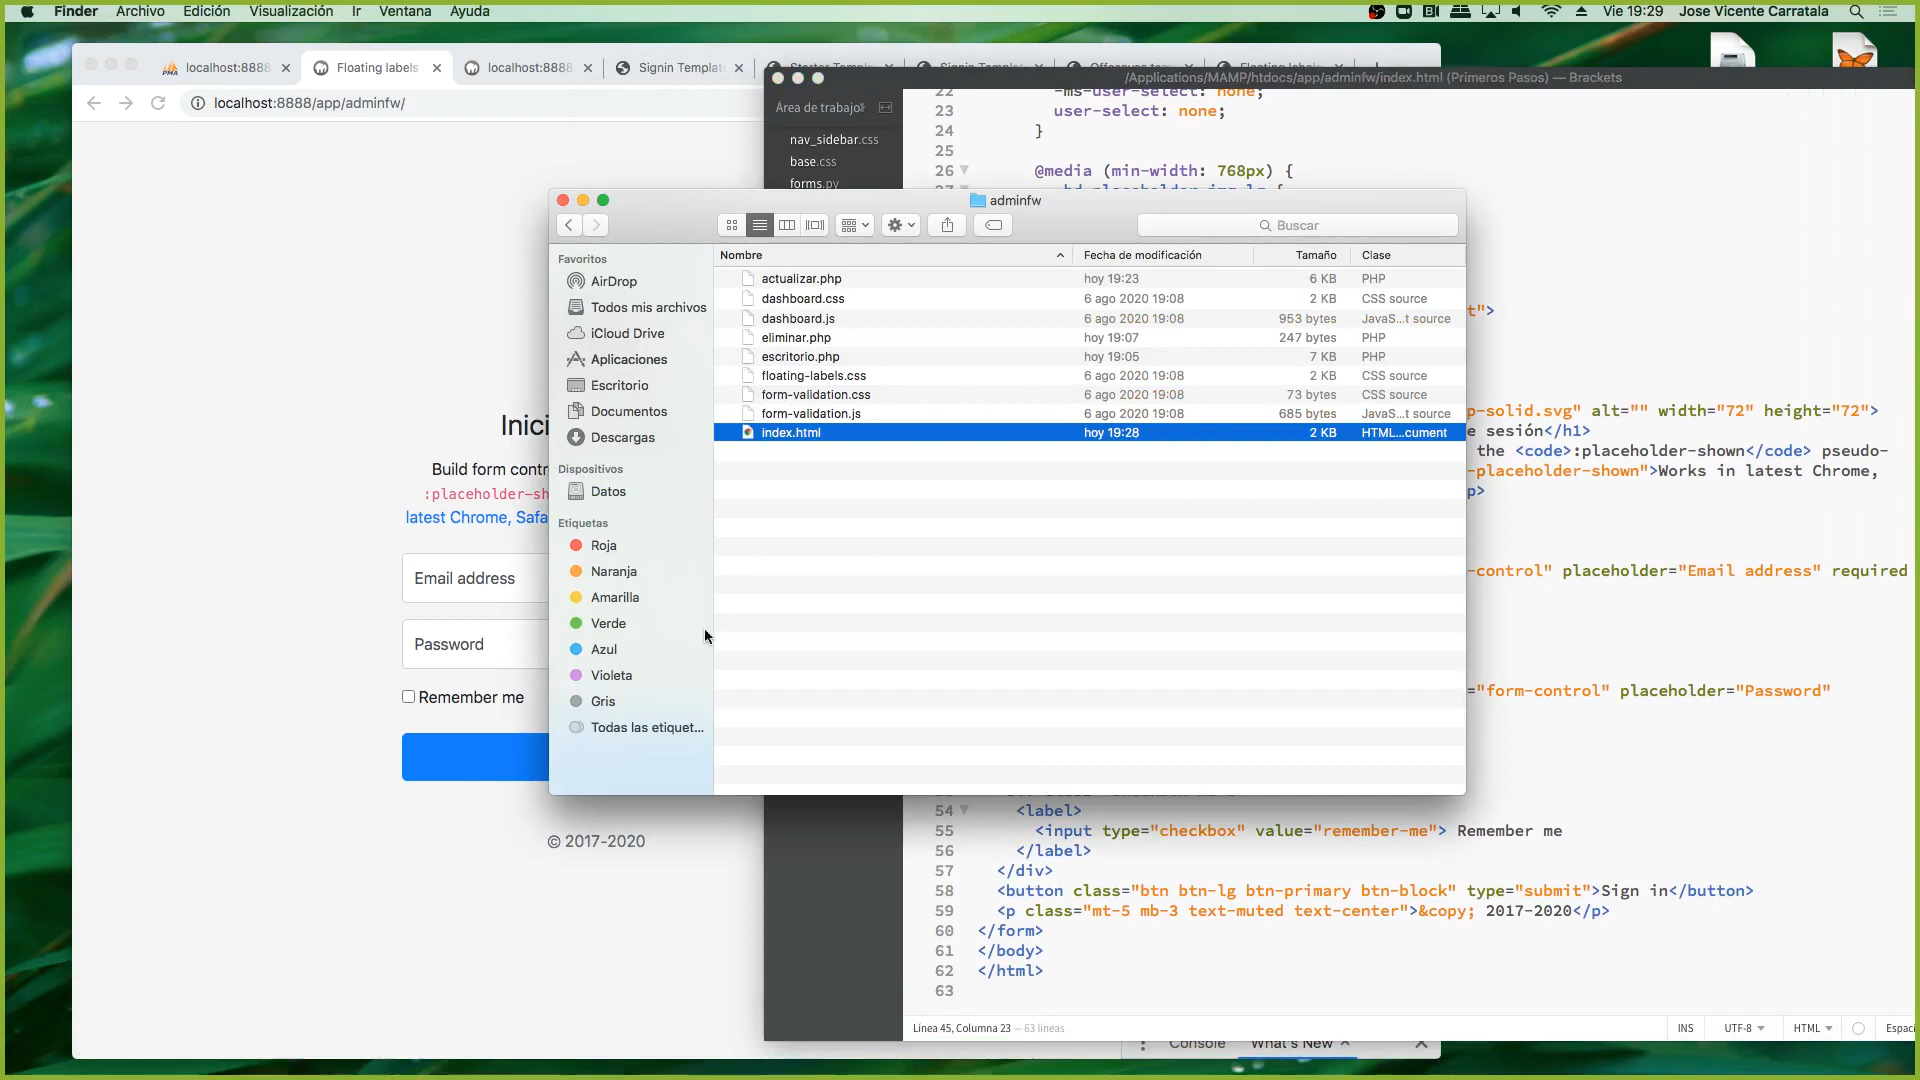 Finder Archivo Edición Visualización Ir Ventana Ayuda
Vie 19:29 Jose Vicente Carratala
localhost:8888
Floating labels
localhost:8888
Signin Templat
localhost:8888/app/adminfw/
/Applications/MAMP/htdocs/app/adminfw/index.html (Primeros Pasos) — Brackets
Área de trabajo
nav_sidebar.css
base.css
forms.py
22 -ms-user-select: none;
23 user-select: none;
24 }
25
26 @media (min-width: 768px) {
adminfw
Buscar
Favoritos
AirDrop
Todos mis archivos
iCloud Drive
Aplicaciones
Escritorio
Documentos
Descargas
Dispositivos
Datos
Etiquetas
Roja
Naranja
Amarilla
Verde
Azul
Violeta
Gris
Todas las etiquet...
Nombre Fecha de modificación Tamaño Clase
actualizar.php hoy 19:23 6 KB PHP
dashboard.css 6 ago 2020 19:08 2 KB CSS source
dashboard.js 6 ago 2020 19:08 953 bytes JavaS...t source
eliminar.php hoy 19:07 247 bytes PHP
escritorio.php hoy 19:05 7 KB PHP
floating-labels.css 6 ago 2020 19:08 2 KB CSS source
form-validation.css 6 ago 2020 19:08 73 bytes CSS source
form-validation.js 6 ago 2020 19:08 685 bytes JavaS...t source
index.html hoy 19:28 2 KB HTML...cument
Inici
Build form contr
:placeholder-sh
latest Chrome, Safa
Email address
Password
Remember me
© 2017-2020
t">
p-solid.svg" alt="" width="72" height="72">
e sesión</h1>
the <code>:placeholder-shown</code> pseudo-
-placeholder-shown">Works in latest Chrome,
p>
-control" placeholder="Email address" required
="form-control" placeholder="Password"
54 <label>
55 <input type="checkbox" value="remember-me"> Remember me
56 </label>
57 </div>
58 <button class="btn btn-lg btn-primary btn-block" type="submit">Sign in</button>
59 <p class="mt-5 mb-3 text-muted text-center">&copy; 2017-2020</p>
60 </form>
61 </body>
62 </html>
63
Línea 45, Columna 23 — 63 líneas
INS UTF-8 HTML Espaci
Console What's New